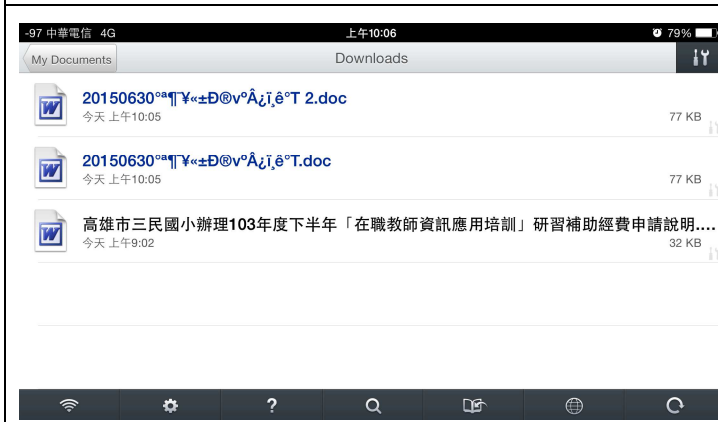 -97 中華電信 4G 上午10:06 79%
My Documents Downloads
20150630°ª¶¯¥«±Ð®vºÂ¿ï¸ê°T 2.doc
今天 上午10:05 77 KB
20150630°ª¶¯¥«±Ð®vºÂ¿ï¸ê°T.doc
今天 上午10:05 77 KB
高雄市三民國小辦理103年度下半年「在職教師資訊應用培訓」研習補助經費申請說明....
今天 上午9:02 32 KB
?